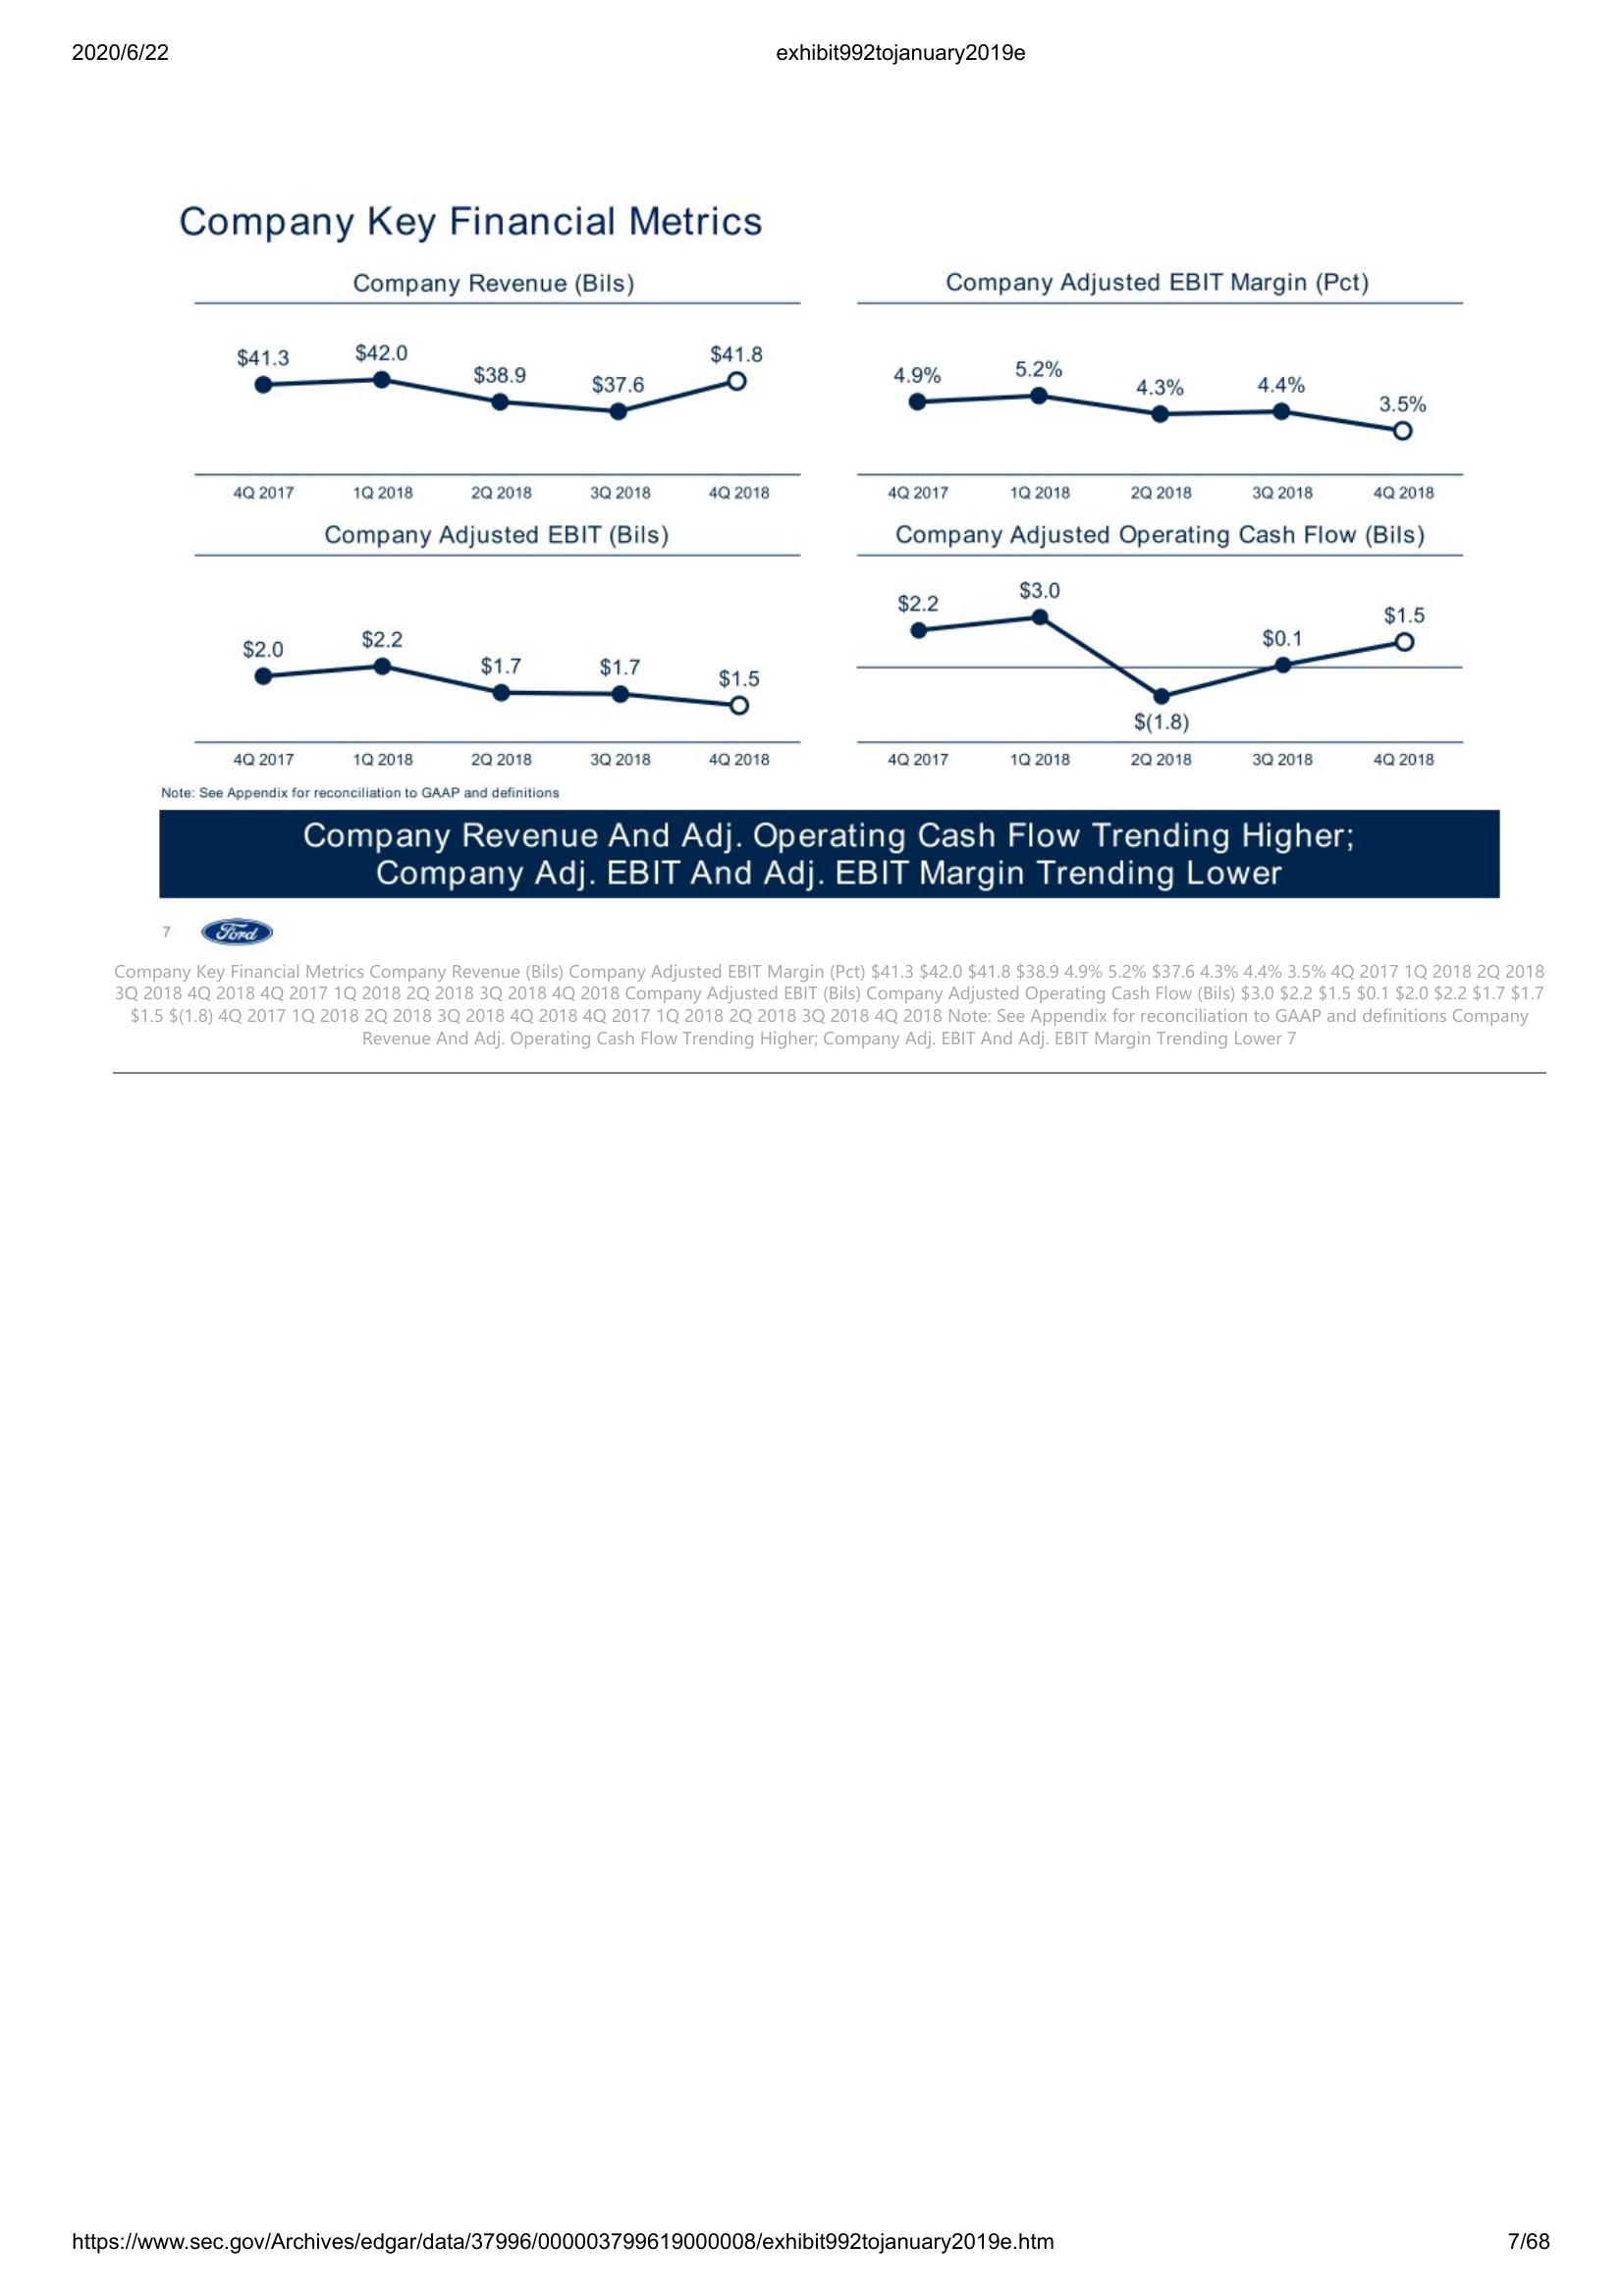 2020/6/22
exhibit992tojanuary2019e
Company Key Financial Metrics
Company Revenue (Bils)
$41.3
$42.0
$38.9
$37.6
$41.8
4Q 2017
1Q 2018
2Q 2018
3Q 2018
4Q 2018
Company Adjusted EBIT Margin (Pct)
4.9%
5.2%
4.3%
4.4%
3.5%
4Q 2017
1Q 2018
2Q 2018
3Q 2018
4Q 2018
Company Adjusted EBIT (Bils)
$2.0
$2.2
$1.7
$1.7
$1.5
4Q 2017
1Q 2018
2Q 2018
3Q 2018
4Q 2018
Company Adjusted Operating Cash Flow (Bils)
$2.2
$3.0
$(1.8)
$0.1
$1.5
4Q 2017
1Q 2018
2Q 2018
3Q 2018
4Q 2018
Note: See Appendix for reconciliation to GAAP and definitions
Company Revenue And Adj. Operating Cash Flow Trending Higher;
Company Adj. EBIT And Adj. EBIT Margin Trending Lower
7
Ford
Company Key Financial Metrics Company Revenue (Bils) Company Adjusted EBIT Margin (Pct) $41.3 $42.0 $41.8 $38.9 4.9% 5.2% $37.6 4.3% 4.4% 3.5% 4Q 2017 1Q 2018 2Q 2018
3Q 2018 4Q 2018 4Q 2017 1Q 2018 2Q 2018 3Q 2018 4Q 2018 Company Adjusted EBIT (Bils) Company Adjusted Operating Cash Flow (Bils) $3.0 $2.2 $1.5 $0.1 $2.0 $2.2 $1.7 $1.7
$1.5 $(1.8) 4Q 2017 1Q 2018 2Q 2018 3Q 2018 4Q 2018 4Q 2017 1Q 2018 2Q 2018 3Q 2018 4Q 2018 Note: See Appendix for reconciliation to GAAP and definitions Company
Revenue And Adj. Operating Cash Flow Trending Higher; Company Adj. EBIT And Adj. EBIT Margin Trending Lower 7
https://www.sec.gov/Archives/edgar/data/37996/000003799619000008/exhibit992tojanuary2019e.htm
7/68